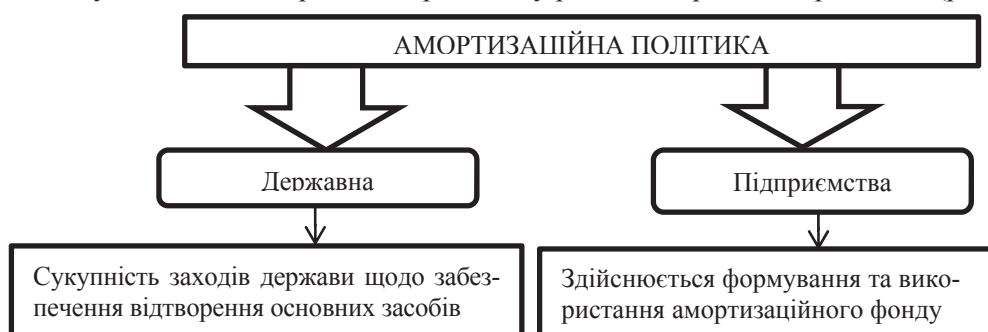 АМОРТИЗАЦІЙНА ПОЛІТИКА
Державна
Підприємства
Сукупність заходів держави щодо забез-
печення відтворення основних засобів
Здійснюється формування та вико-
ристання амортизаційного фонду